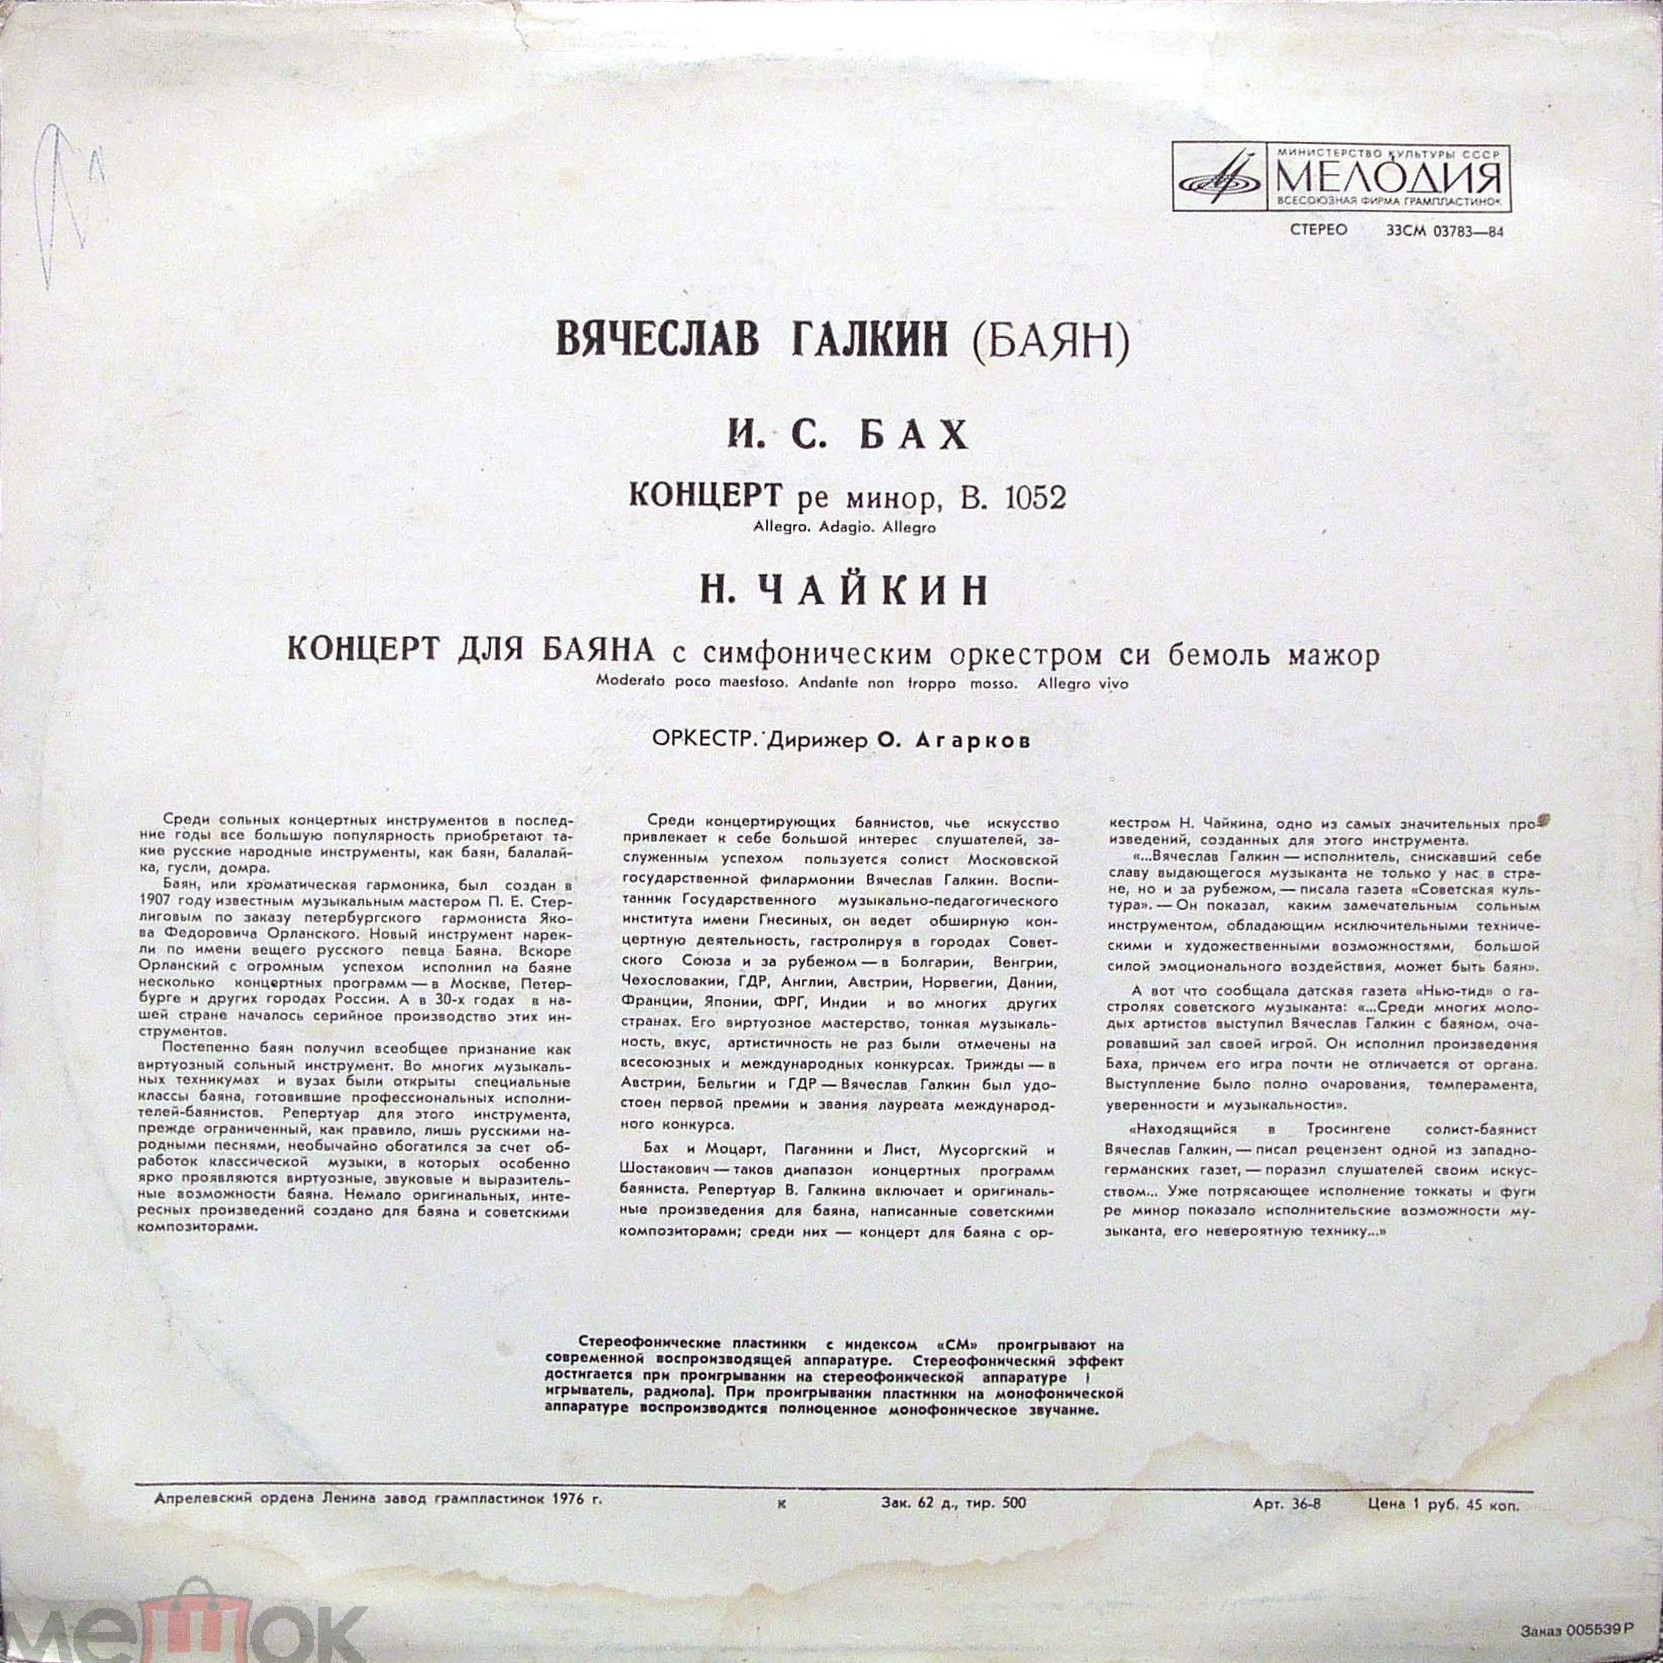 МИНИСТЕРСТВО КУЛЬТУРЫ СССР
МЕЛОДИЯ
ВСЕСОЮЗНАЯ ФИРМА ГРАМПЛАСТИНОК
СТЕРЕО 33СМ 03783—84
ВЯЧЕСЛАВ ГАЛКИН (БАЯН)
И. С. БАХ
КОНЦЕРТ ре минор, В. 1052
Allegro. Adagio. Allegro
Н. ЧАЙКИН
КОНЦЕРТ ДЛЯ БАЯНА с симфоническим оркестром си бемоль мажор
Moderato poco maestoso. Andante non troppo mosso. Allegro vivo
ОРКЕСТР. Дирижер О. Агарков
Среди сольных концертных инструментов в послед-
ние годы все большую популярность приобретают та-
кие русские народные инструменты, как баян, балалай-
ка, гусли, домра.
Баян, или хроматическая гармоника, был создан в
1907 году известным музыкальным мастером П. Е. Стер-
лиговым по заказу петербургского гармониста Яко-
ва Федоровича Орланского. Новый инструмент нарек-
ли по имени вещего русского певца Баяна. Вскоре
Орланский с огромным успехом исполнил на баяне
несколько концертных программ — в Москве, Петер-
бурге и других городах России. А в 30-х годах в на-
шей стране началось серийное производство этих ин-
струментов.
Постепенно баян получил всеобщее признание как
виртуозный сольный инструмент. Во многих музыкаль-
ных техникумах и вузах были открыты специальные
классы баяна, готовившие профессиональных исполни-
телей-баянистов. Репертуар для этого инструмента,
прежде ограниченный, как правило, лишь русскими на-
родными песнями, необычайно обогатился за счет об-
работок классической музыки, в которых особенно
ярко проявляются виртуозные, звуковые и выразитель-
ные возможности баяна. Немало оригинальных, инте-
ресных произведений создано для баяна и советскими
композиторами.
Среди концертирующих баянистов, чье искусство
привлекает к себе большой интерес слушателей, за-
служенным успехом пользуется солист Московской
государственной филармонии Вячеслав Галкин. Воспи-
танник Государственного музыкально-педагогического
института имени Гнесиных, он ведет обширную кон-
цертную деятельность, гастролируя в городах Совет-
ского Союза и за рубежом — в Болгарии, Венгрии,
Чехословакии, ГДР, Англии, Австрии, Норвегии, Дании,
Франции, Японии, ФРГ, Индии и во многих других
странах. Его виртуозное мастерство, тонкая музыкаль-
ность, вкус, артистичность не раз были отмечены на
всесоюзных и международных конкурсах. Трижды — в
Австрии, Бельгии и ГДР — Вячеслав Галкин был удо-
стоен первой премии и звания лауреата международ-
ного конкурса.
Бах и Моцарт, Паганини и Лист, Мусоргский и
Шостакович — таков диапазон концертных программ
баяниста. Репертуар В. Галкина включает и оригиналь-
ные произведения для баяна, написанные советскими
композиторами; среди них — концерт для баяна с ор-
кестром Н. Чайкина, одно из самых значительных про-
изведений, созданных для этого инструмента.
«...Вячеслав Галкин — исполнитель, снискавший себе
славу выдающегося музыканта не только у нас в стра-
не, но и за рубежом, — писала газета «Советская куль-
тура». — Он показал, каким замечательным сольным
инструментом, обладающим исключительными техниче-
скими и художественными возможностями, большой
силой эмоционального воздействия, может быть баян».
А вот что сообщала датская газета «Нью-тид» о га-
стролях советского музыканта: «...Среди многих моло-
дых артистов выступил Вячеслав Галкин с баяном, оча-
ровавший зал своей игрой. Он исполнил произведения
Баха, причем его игра почти не отличается от органа.
Выступление было полно очарования, темперамента,
уверенности и музыкальности».
«Находящийся в Тросингене солист-баянист
Вячеслав Галкин, — писал рецензент одной из западно-
германских газет, — поразил слушателей своим искус-
ством... Уже потрясающее исполнение токкаты и фуги
ре минор показало исполнительские возможности му-
зыканта, его невероятную технику...»
Стереофонические пластинки с индексом «СМ» проигрывают на
современной воспроизводящей аппаратуре. Стереофонический эффект
достигается при проигрывании на стереофонической аппаратуре (
игрыватель, радиола). При проигрывании пластинки на монофонической
аппаратуре воспроизводится полноценное монофоническое звучание.
Апрелевский ордена Ленина завод грампластинок 1976 г. к Зак. 62 д., тир. 500 Арт. 36-8 Цена 1 руб. 45 коп.
Заказ 005539Р
мешок